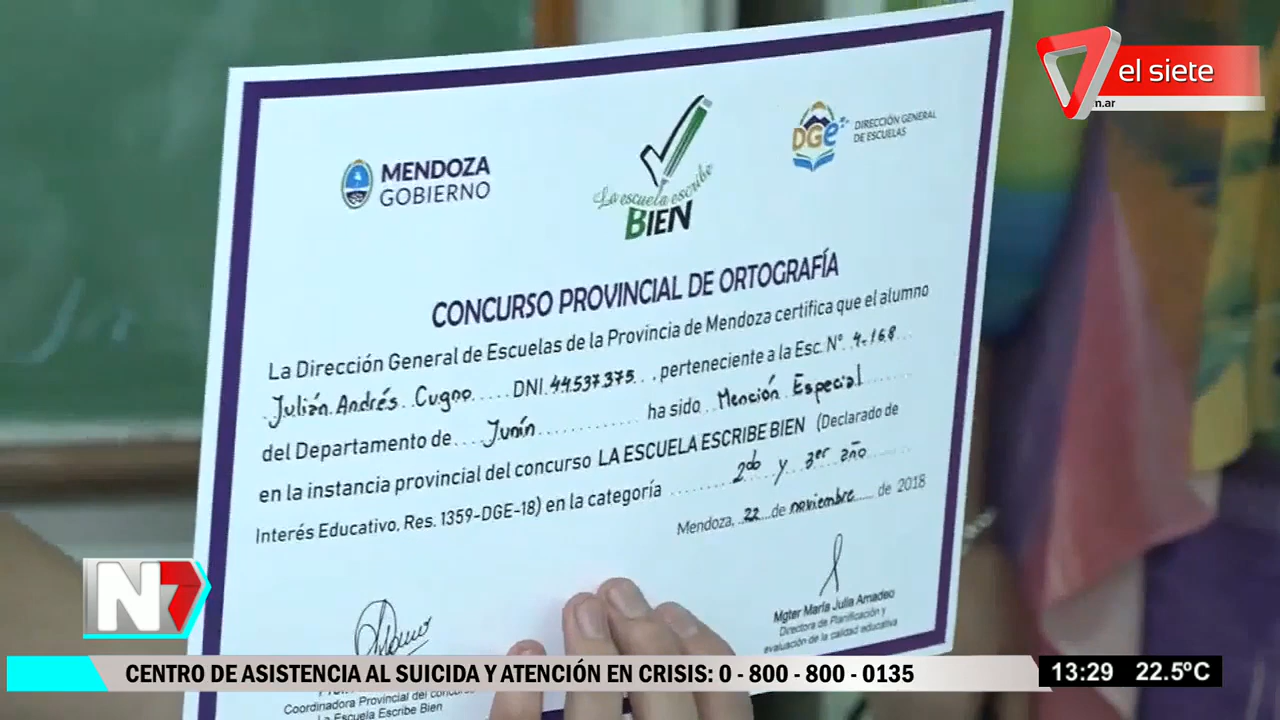 el siete
m.ar
MENDOZA
GOBIERNO
La escuela escribe
BIEN
DGe
DIRECCIÓN GENERAL
DE ESCUELAS
CONCURSO PROVINCIAL DE ORTOGRAFÍA
La Dirección General de Escuelas de la Provincia de Mendoza certifica que el alumno
Julián Andrés Cugno DNI 44.537.375 perteneciente a la Esc. N° 4-168
del Departamento de Junín ha sido Mención Especial
en la instancia provincial del concurso LA ESCUELA ESCRIBE BIEN (Declarado de
Interés Educativo, Res. 1359-DGE-18) en la categoría 2do y 3er año
Mendoza, 22 de noviembre de 2018
Mgter María Julia Amadeo
Directora de Planificación y
evaluación de la calidad educativa
Coordinadora Provincial del
La Escuela Escribe Bien
N7
CENTRO DE ASISTENCIA AL SUICIDA Y ATENCIÓN EN CRISIS: 0 - 800 - 800 - 0135
13:29 22.5°C